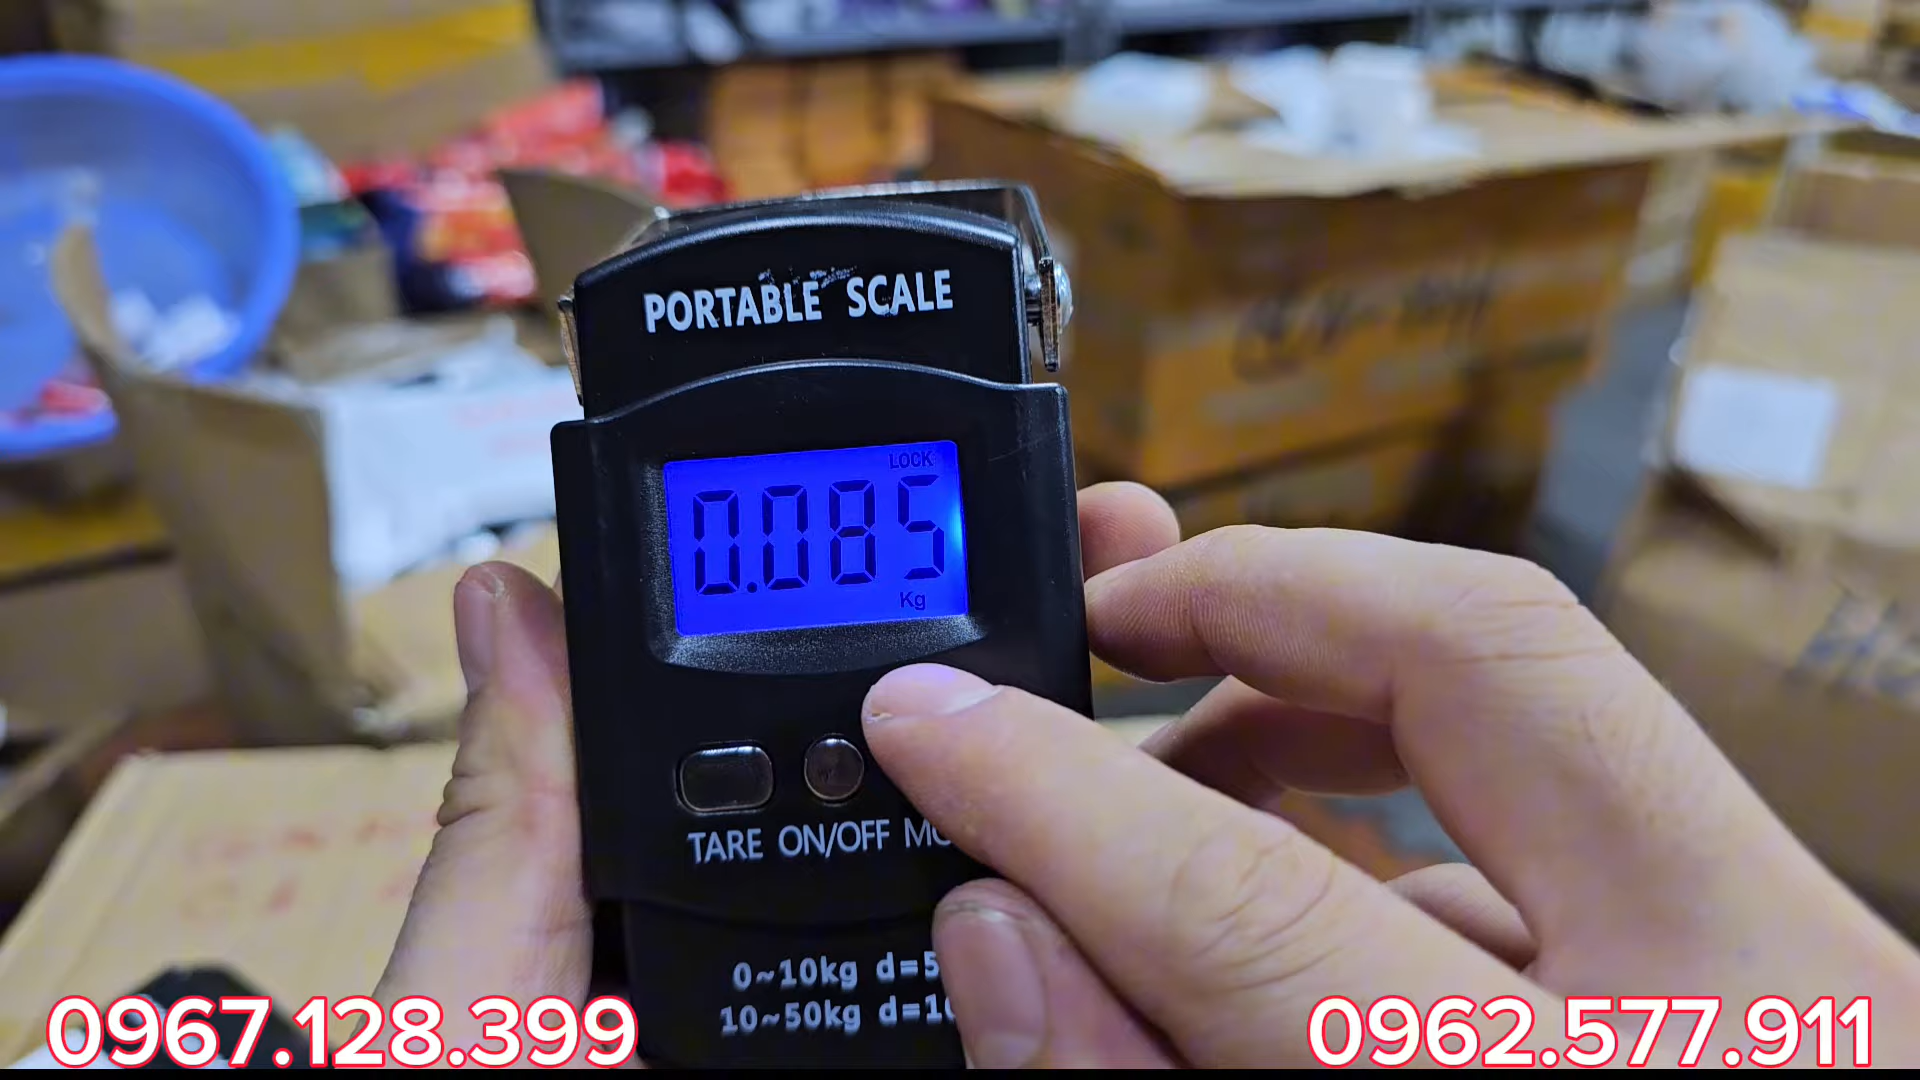 PORTABLE SCALE
LOCK
0.085
Kg
TARE ON/OFF
0~10kg
10~50kg
0967.128.399
0962.577.911